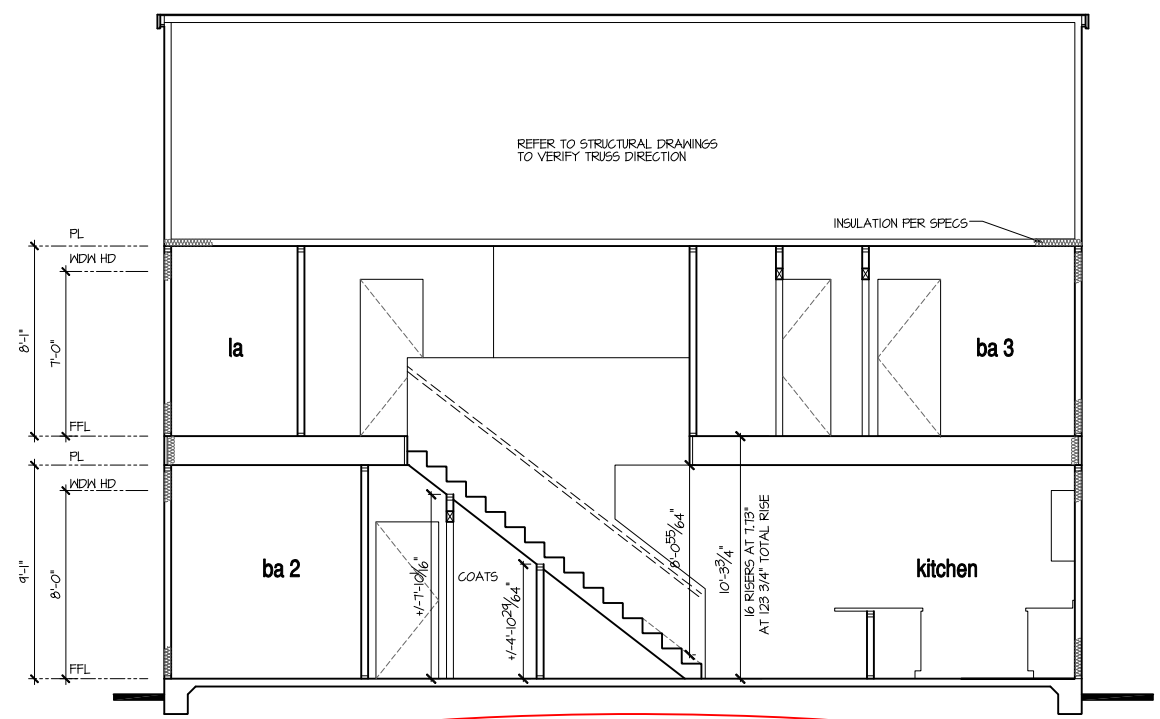 REFER TO STRUCTURAL DRAWINGS
TO VERIFY TRUSS DIRECTION
INSULATION PER SPECS
PL
WDW HD
8'-1"
7'-0"
la
ba 3
FFL
PL
WDW HD
9'-1"
8'-0"
ba 2
+/-7'-10 1/16"
COATS
+/-4'-10 29/64"
8'-0 55/64"
10'-3 3/4"
16 RISERS AT 7.73"
AT 123 3/4" TOTAL RISE
kitchen
FFL